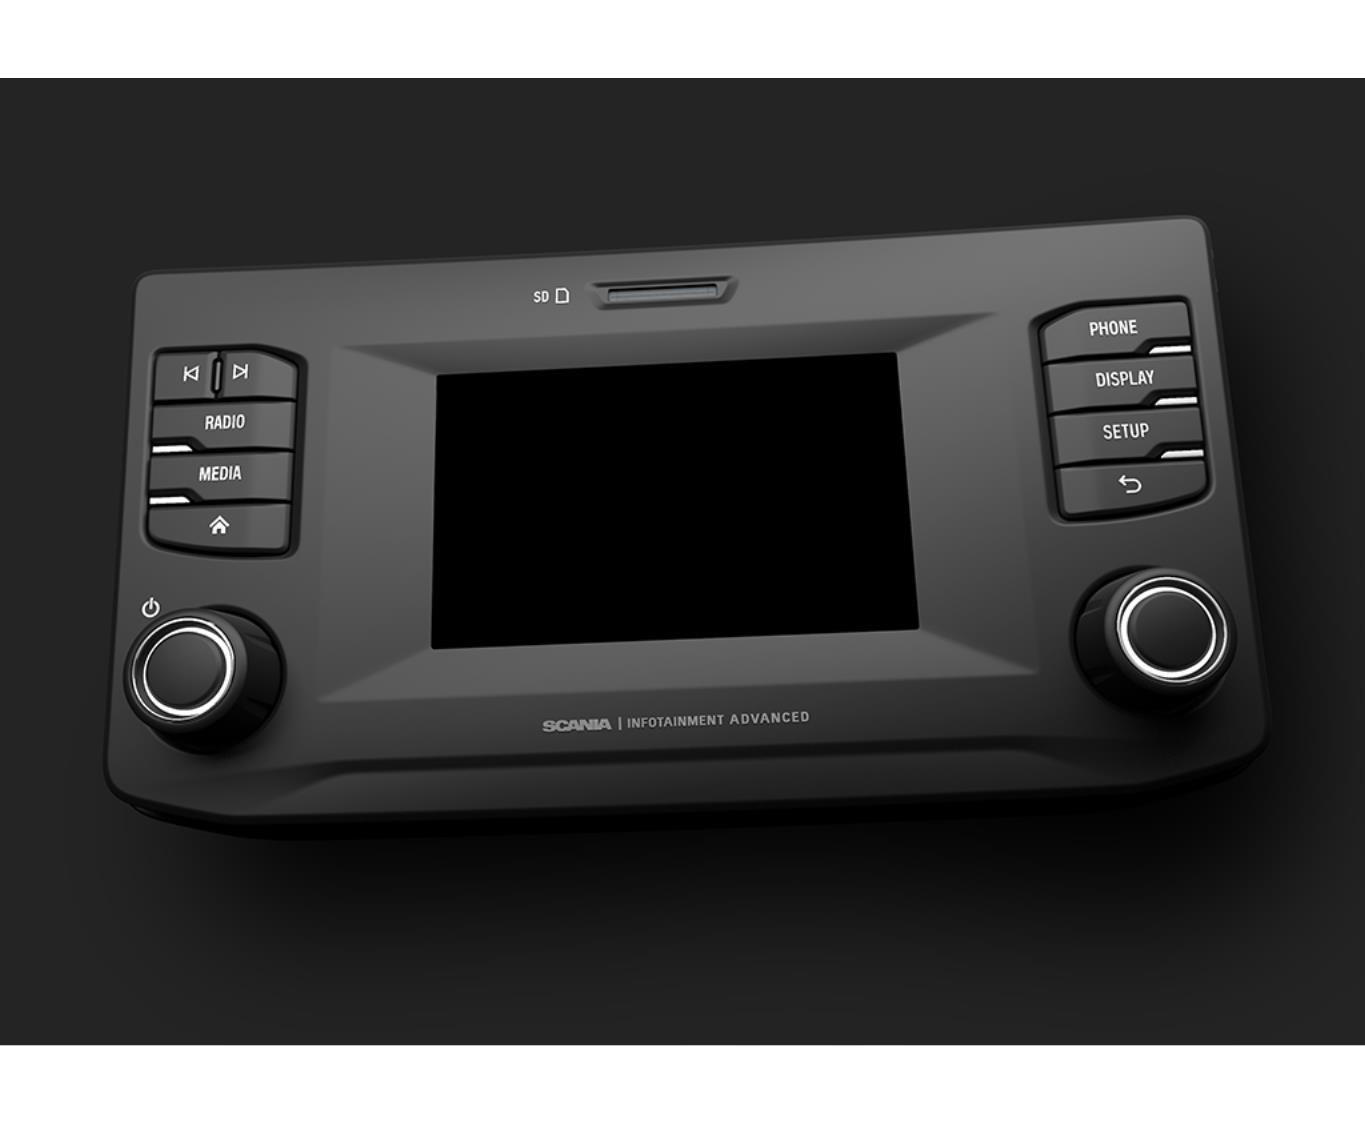 SD
RADIO
MEDIA
PHONE
DISPLAY
SETUP
SCANIA | INFOTAINMENT ADVANCED